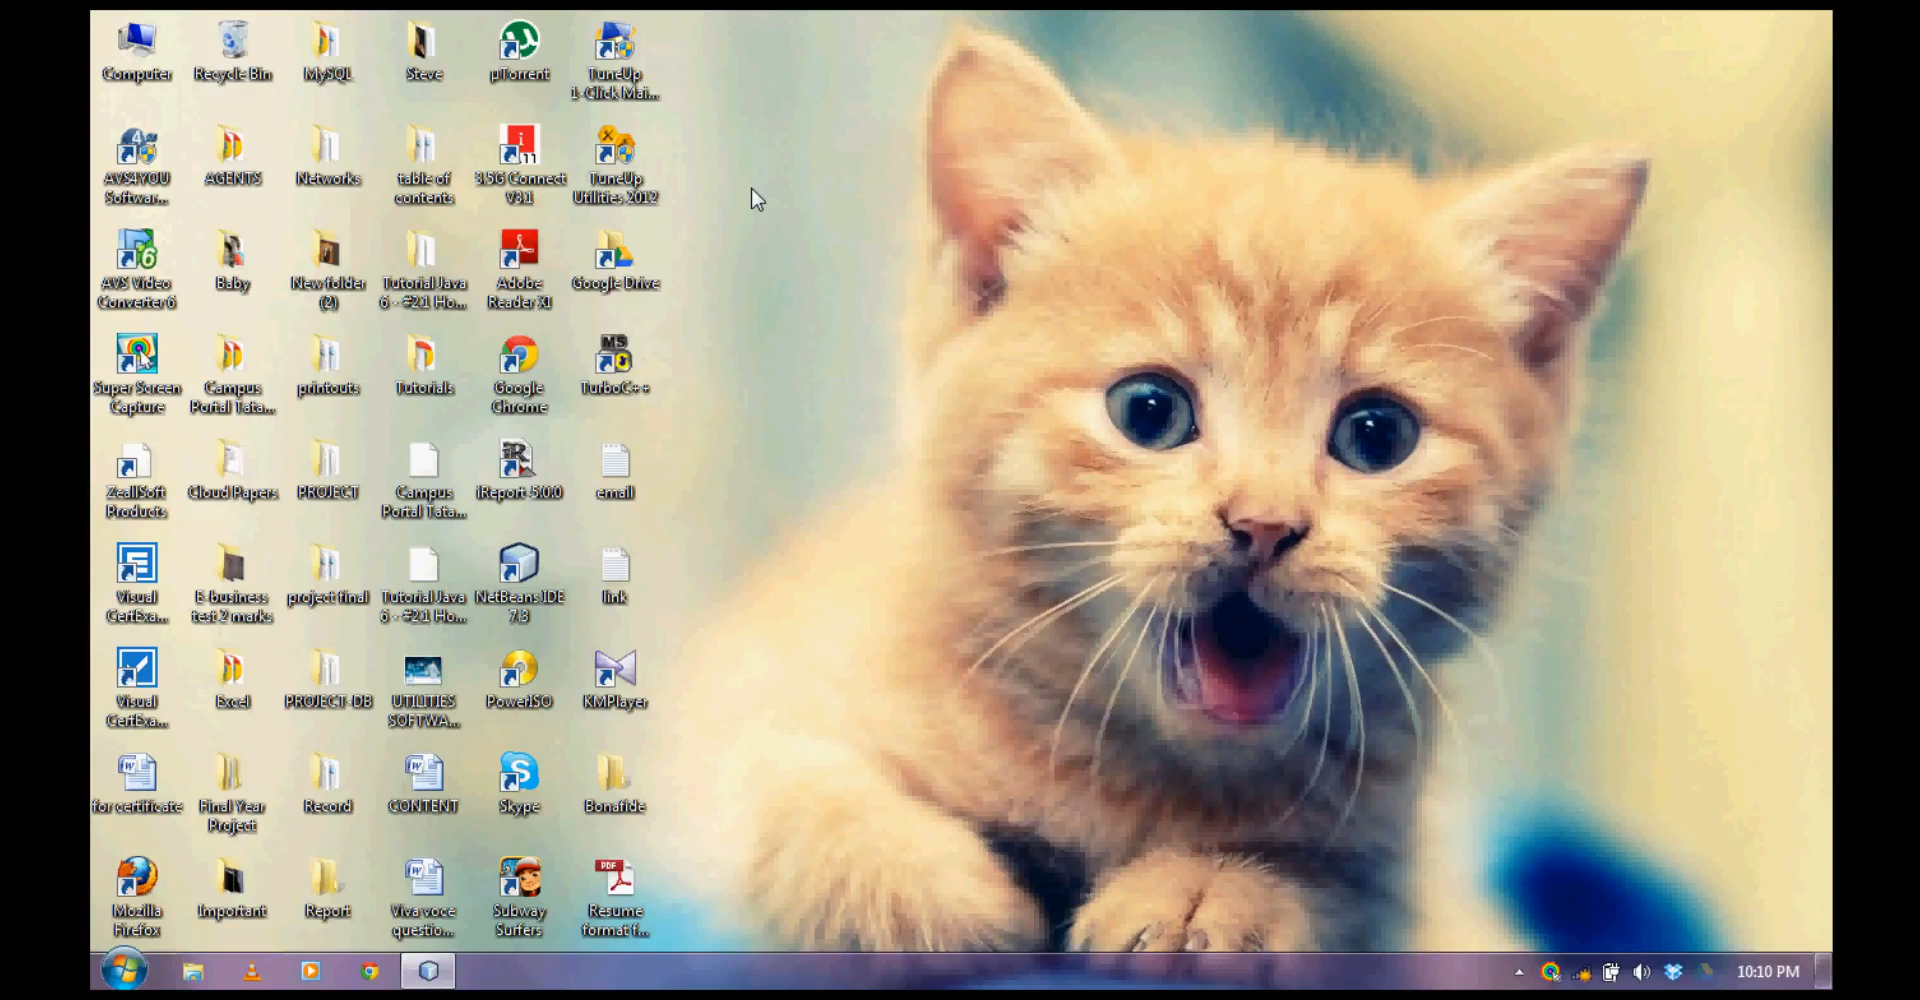 Computer
Recycle Bin
MySQL
Steve
µTorrent
TuneUp
1-Click Mai...
AVS4YOU
Softwar...
AGENTS
Networks
table of
contents
3.5G Connect
V3.1
TuneUp
Utilities 2012
AVS Video
Converter 6
Baby
New folder
(2)
Tutorial Java
6 - #21 Ho...
Adobe
Reader XI
Google Drive
Super Screen
Capture
Campus
Portal Tata...
printouts
Tutorials
Google
Chrome
MS
TurboC++
ZeallSoft
Products
Cloud Papers
PROJECT
Campus
Portal Tata...
iReport-5.0.0
email
Visual
CertExa...
E-business
test 2 marks
project final
Tutorial Java
6 - #21 Ho...
NetBeans IDE
7.3
link
Visual
CertExa...
Excel
PROJECT-DB
UTILITIES
SOFTWA...
PowerISO
KMPlayer
for certificate
Final Year
Project
Record
CONTENT
Skype
Bonafide
Mozilla
Firefox
Important
Report
Viva voce
questio...
Subway
Surfers
PDF
Resume
format f...
10:10 PM